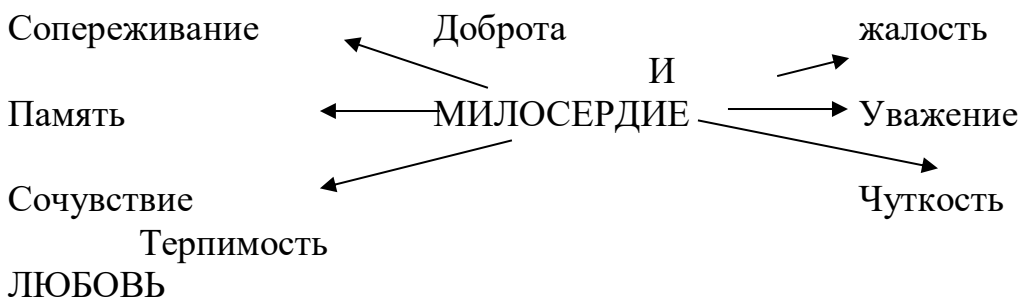 Сопереживание Доброта жалость
И
Память МИЛОСЕРДИЕ Уважение
Сочувствие Чуткость
Терпимость
ЛЮБОВЬ